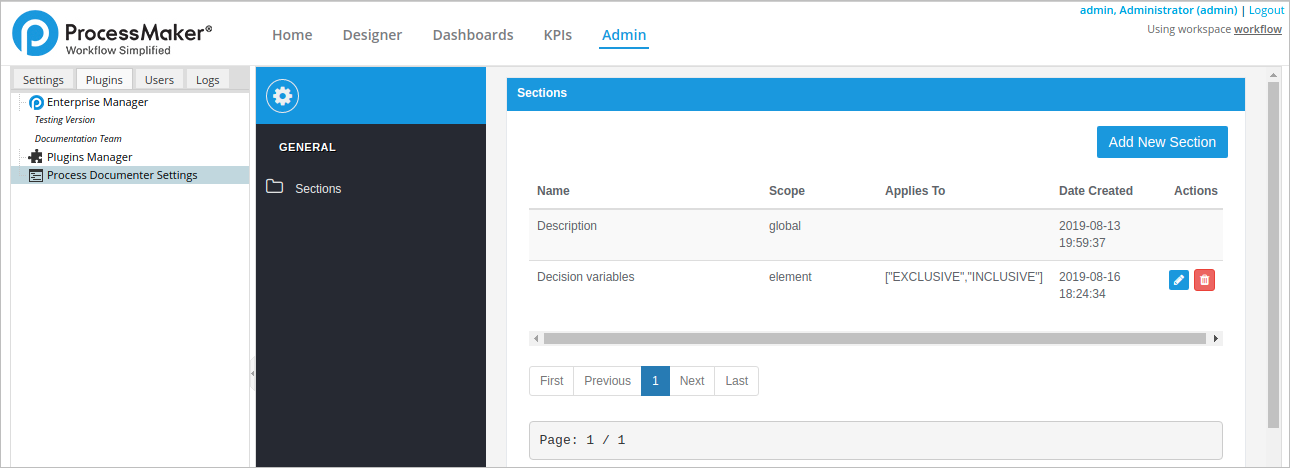 admin, Administrator (admin) | Logout
Using workspace workflow
ProcessMaker®
Workflow Simplified
Home Designer Dashboards KPIs Admin
Settings Plugins Users Logs
Enterprise Manager
Testing Version
Documentation Team
Plugins Manager
Process Documenter Settings
GENERAL
Sections
Sections
Add New Section
Name Scope Applies To Date Created Actions
Description global 2019-08-13
19:59:37
Decision variables element ["EXCLUSIVE","INCLUSIVE"] 2019-08-16
18:24:34
First Previous 1 Next Last
Page: 1 / 1